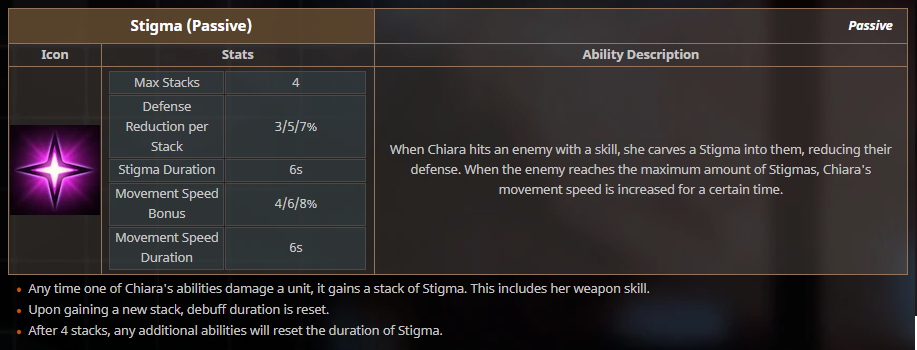 Stigma (Passive)
Passive
Icon
Stats
Ability Description
Max Stacks
4
Defense
Reduction per
Stack
3/5/7%
Stigma Duration
6s
Movement Speed
Bonus
4/6/8%
Movement Speed
Duration
6s
When Chiara hits an enemy with a skill, she carves a Stigma into them, reducing their
defense. When the enemy reaches the maximum amount of Stigmas, Chiara's
movement speed is increased for a certain time.
• Any time one of Chiara's abilities damage a unit, it gains a stack of Stigma. This includes her weapon skill.
• Upon gaining a new stack, debuff duration is reset.
• After 4 stacks, any additional abilities will reset the duration of Stigma.